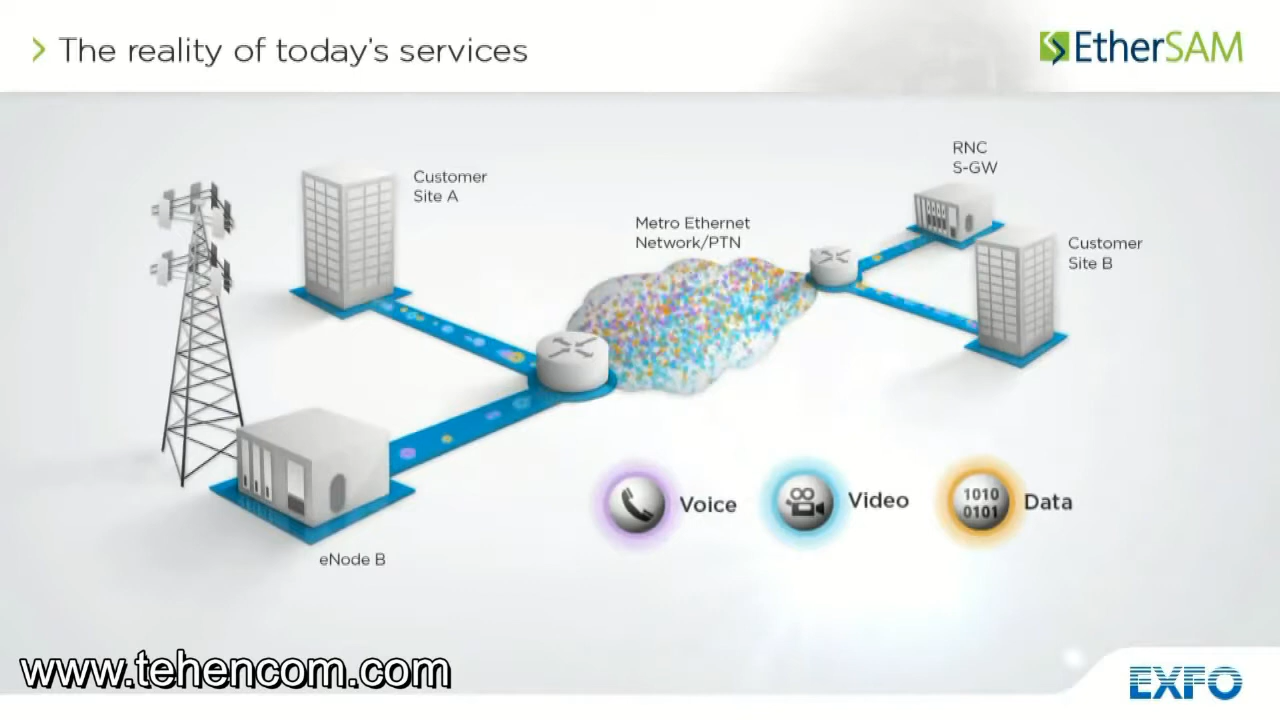 The reality of today's services
EtherSAM
Customer
Site A
RNC
S-GW
Metro Ethernet
Network/PTN
Customer
Site B
Voice
Video
1010
0101
Data
eNode B
www.tehencom.com
EXFO